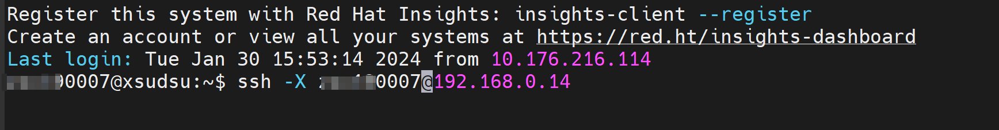 Register this system with Red Hat Insights: insights-client --register
Create an account or view all your systems at https://red.ht/insights-dashboard
Last login: Tue Jan 30 15:53:14 2024 from 10.176.216.114
0007@xsudsu:~$ ssh -X 0007@192.168.0.14